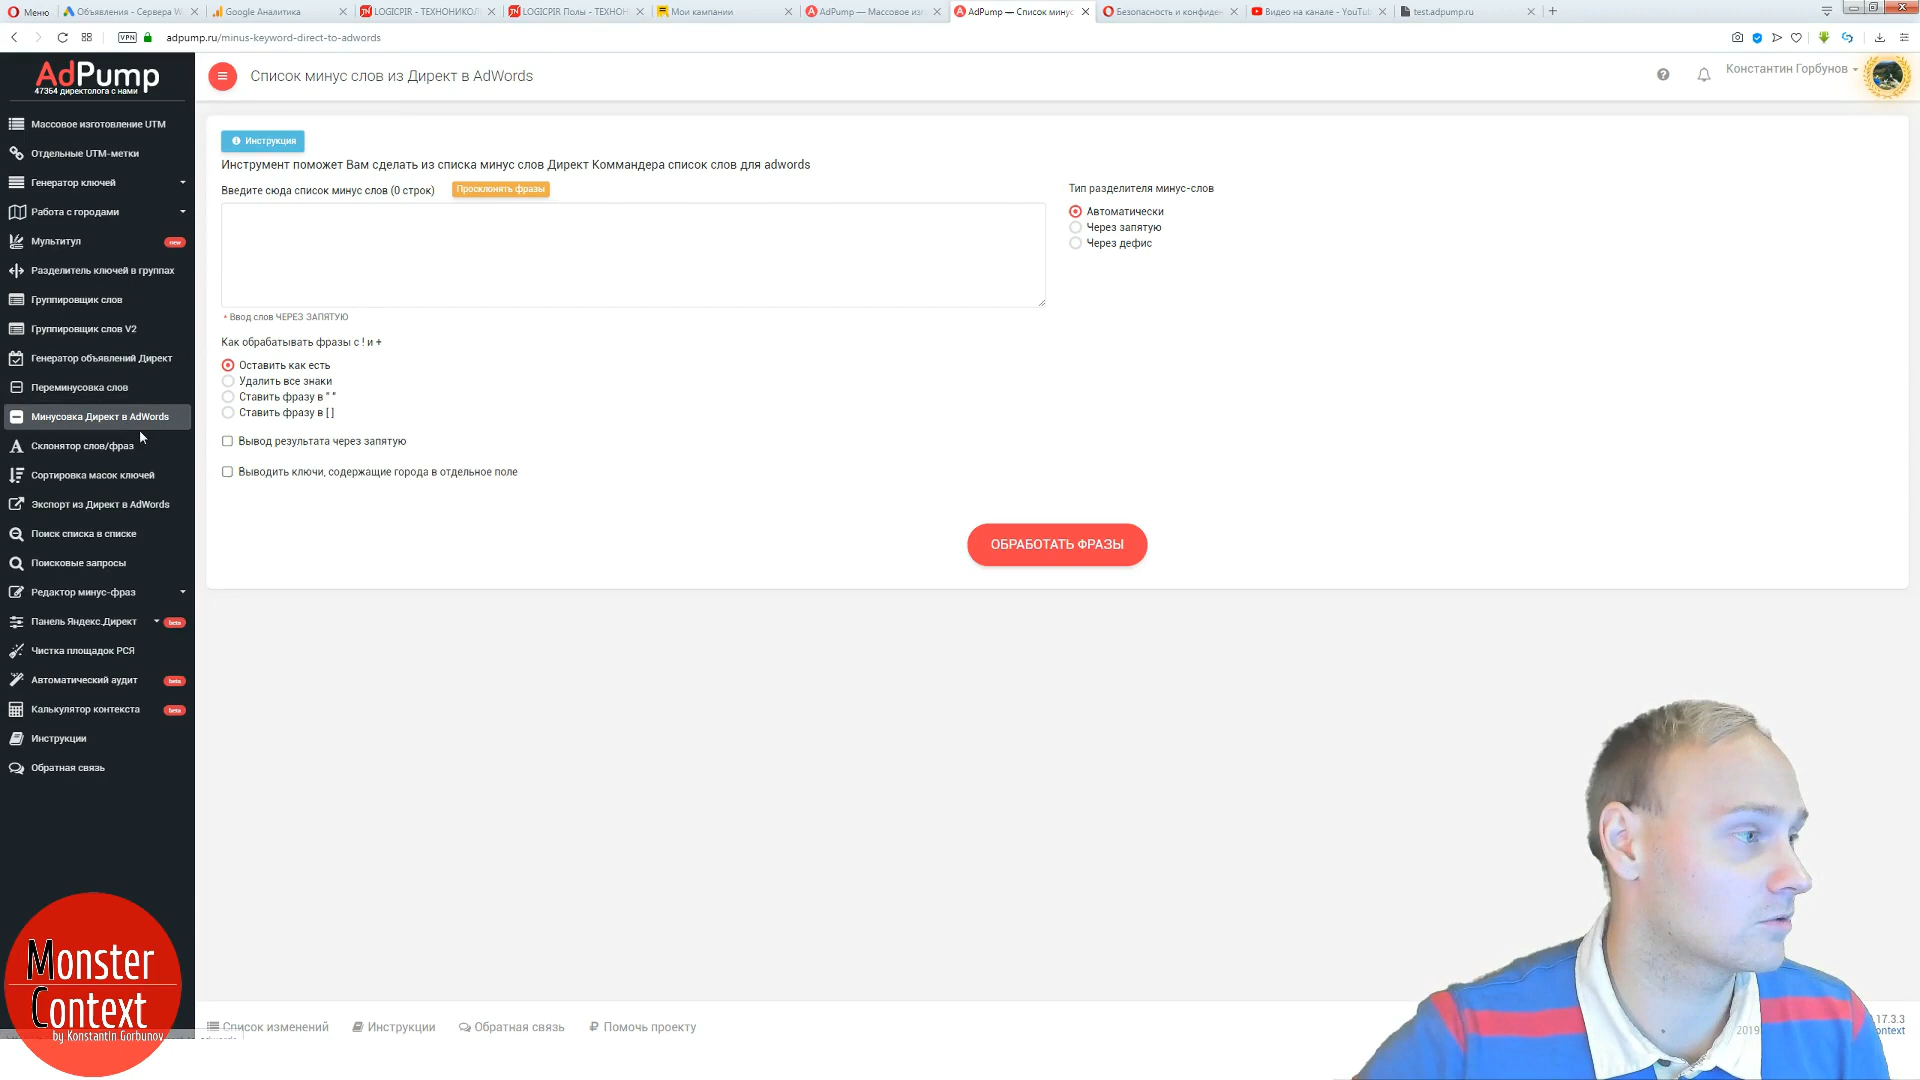 Меню
Объявления - Сервера W
Google Аналитика
LOGICPIR - ТЕХНОНИКОЛ
LOGICPIR Полы - ТЕХНОН
Мои кампании
AdPump — Массовое изг
AdPump — Список минус
Безопасность и конфиден
Видео на канале - YouTub
test.adpump.ru
VPN
adpump.ru/minus-keyword-direct-to-adwords
AdPump
47364 директолога с нами
Список минус слов из Директ в AdWords
Константин Горбунов
Массовое изготовление UTM
Отдельные UTM-метки
Генератор ключей
Работа с городами
Мультитул
new
Разделитель ключей в группах
Группировщик слов
Группировщик слов V2
Генератор объявлений Директ
Переминусовка слов
Минусовка Директ в AdWords
Склонятор слов/фраз
Сортировка масок ключей
Экспорт из Директ в AdWords
Поиск списка в списке
Поисковые запросы
Редактор минус-фраз
Панель Яндекс.Директ
beta
Чистка площадок РСЯ
Автоматический аудит
beta
Калькулятор контекста
beta
Инструкции
Обратная связь
Инструкция
Инструмент поможет Вам сделать из списка минус слов Директ Коммандера список слов для adwords
Введите сюда список минус слов (0 строк)
Просклонять фразы
* Ввод слов ЧЕРЕЗ ЗАПЯТУЮ
Тип разделителя минус-слов
Автоматически
Через запятую
Через дефис
Как обрабатывать фразы с ! и +
Оставить как есть
Удалить все знаки
Ставить фразу в " "
Ставить фразу в [ ]
Вывод результата через запятую
Выводить ключи, содержащие города в отдельное поле
ОБРАБОТАТЬ ФРАЗЫ
Monster
Context
by Konstantin Gorbunov
Список изменений
Инструкции
Обратная связь
Помочь проекту
17.3.3
2019
ontext